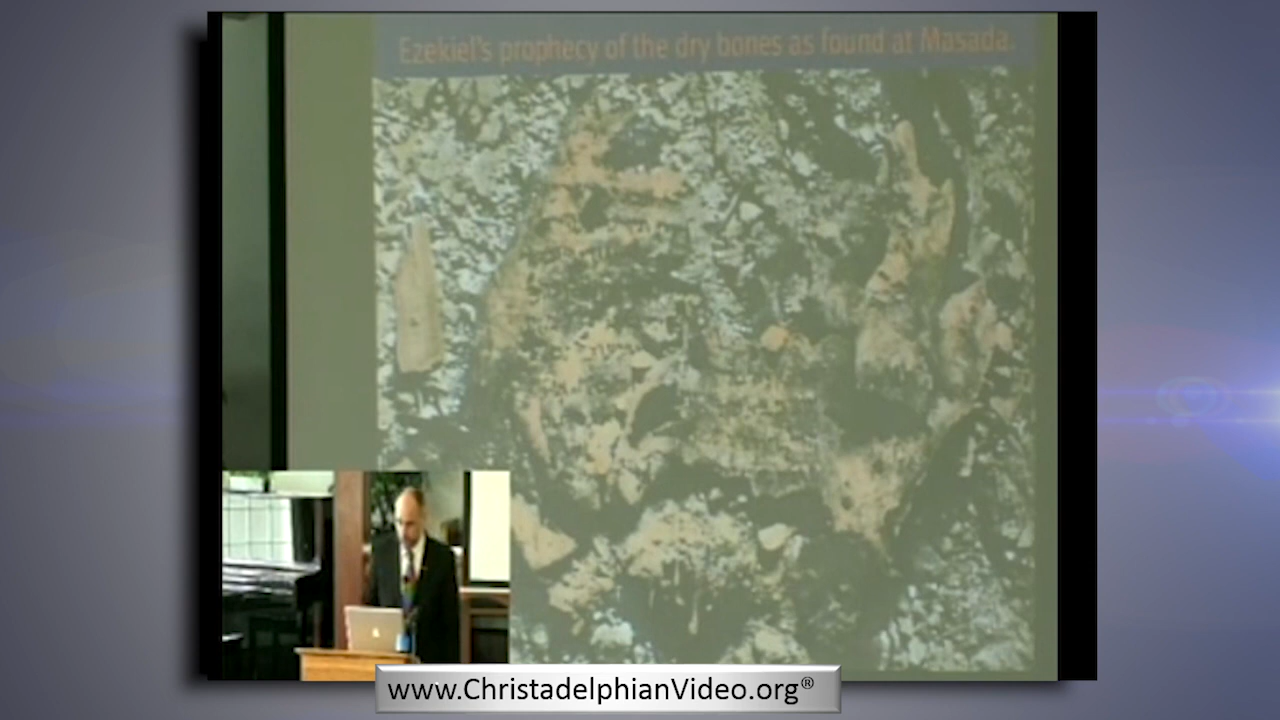 Ezekiel's prophecy of the dry bones as found at Masada.
www.ChristadelphianVideo.org®